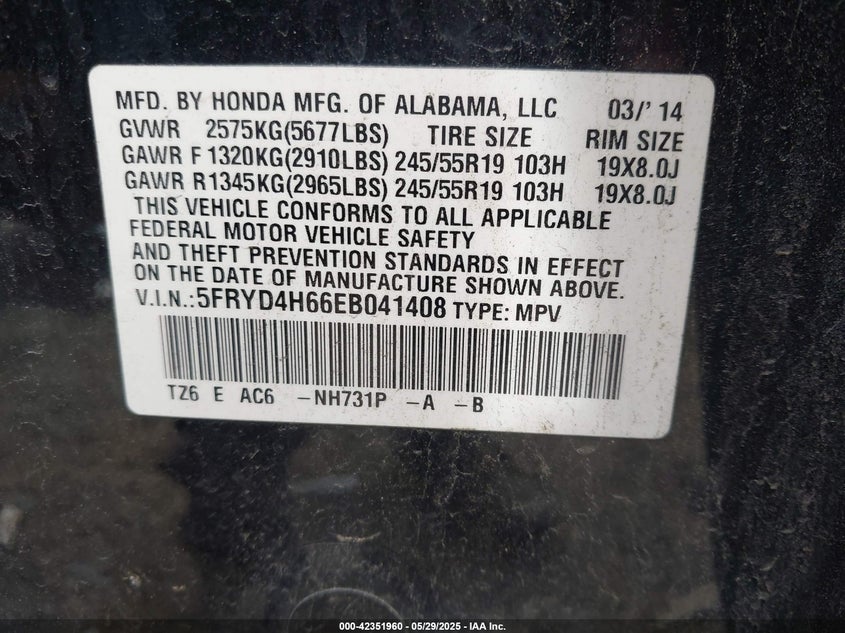 MFD. BY HONDA MFG. OF ALABAMA, LLC 03/' 14
GVWR 2575KG(5677LBS) TIRE SIZE RIM SIZE
GAWR F 1320KG(2910LBS) 245/55R19 103H 19X8.0J
GAWR R 1345KG(2965LBS) 245/55R19 103H 19X8.0J
THIS VEHICLE CONFORMS TO ALL APPLICABLE
FEDERAL MOTOR VEHICLE SAFETY
AND THEFT PREVENTION STANDARDS IN EFFECT
ON THE DATE OF MANUFACTURE SHOWN ABOVE.
V.I.N.:5FRYD4H66EB041408 TYPE: MPV
TZ6 E AC6 –NH731P –A –B
000-42351960 - 05/29/2025 - IAA Inc.